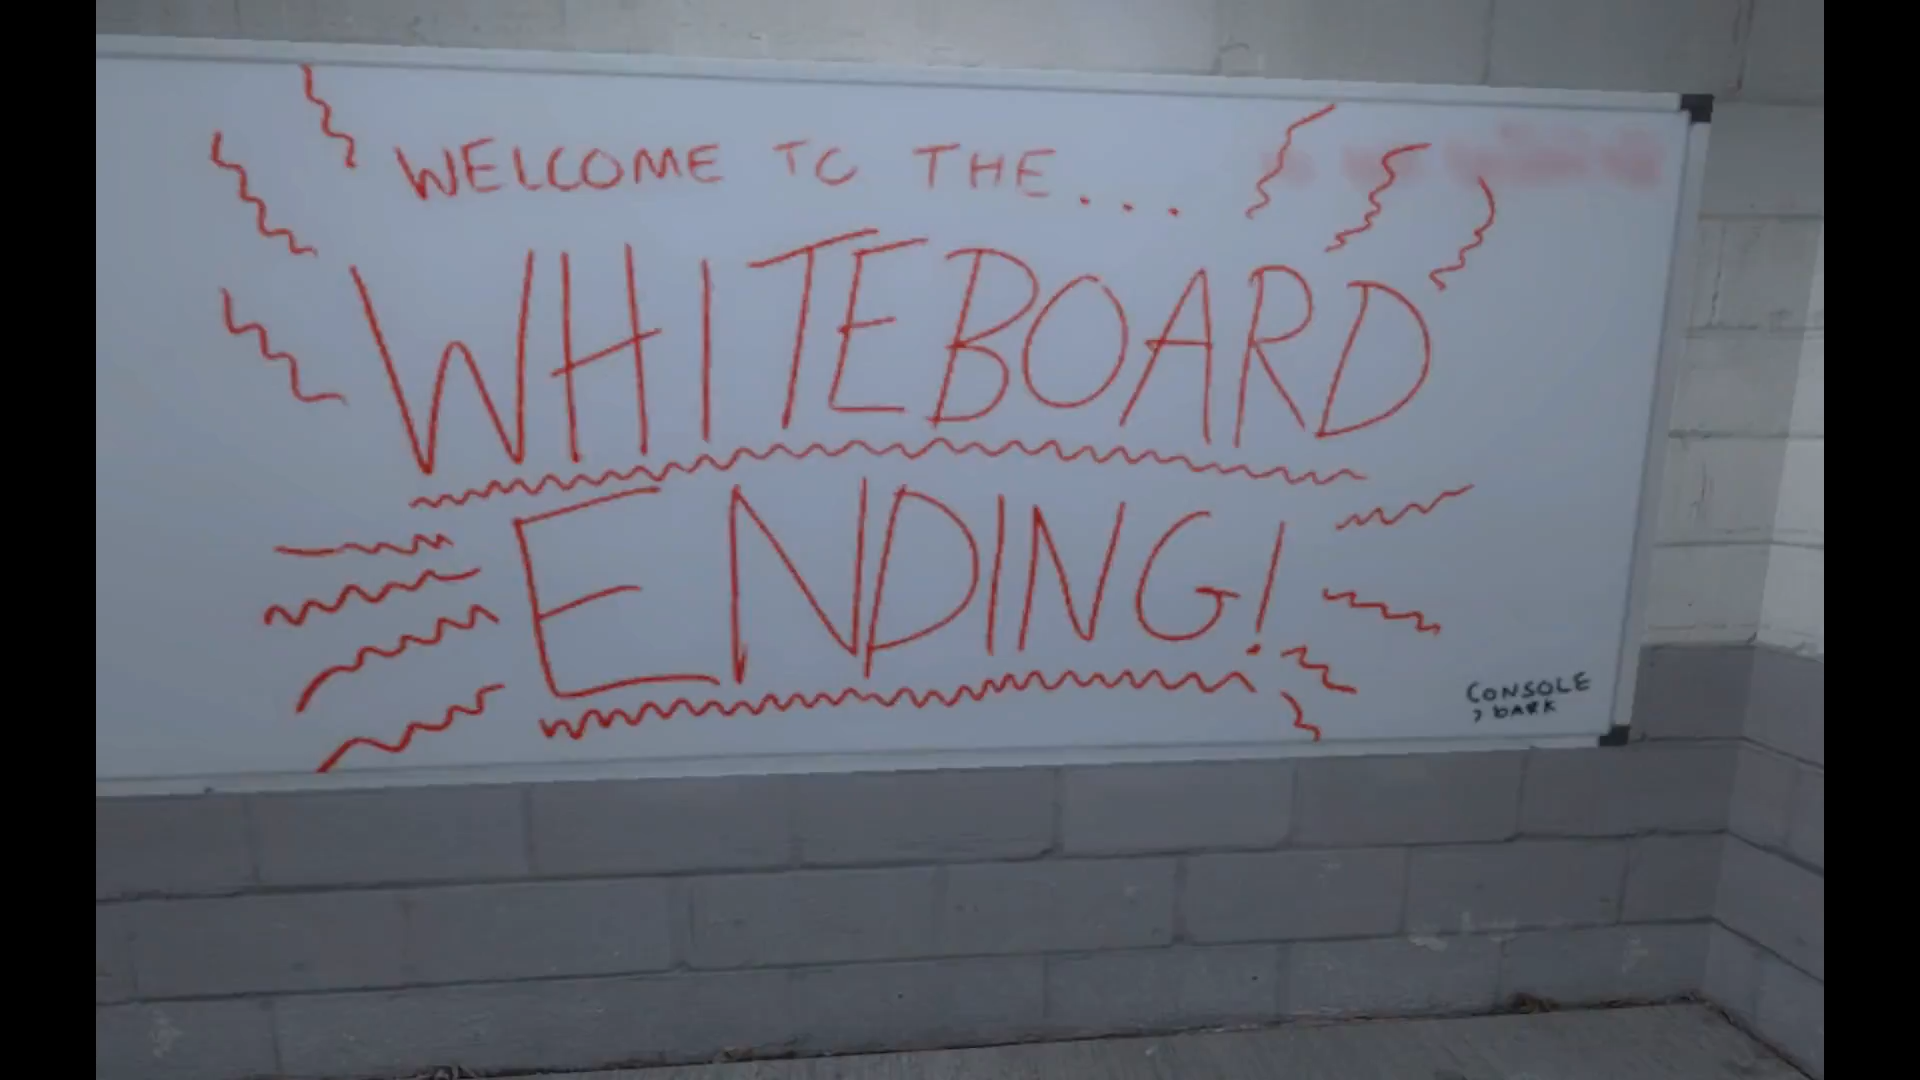 WELCOME TO THE...
WHITEBOARD
ENDING!
CONSOLE
> BARK